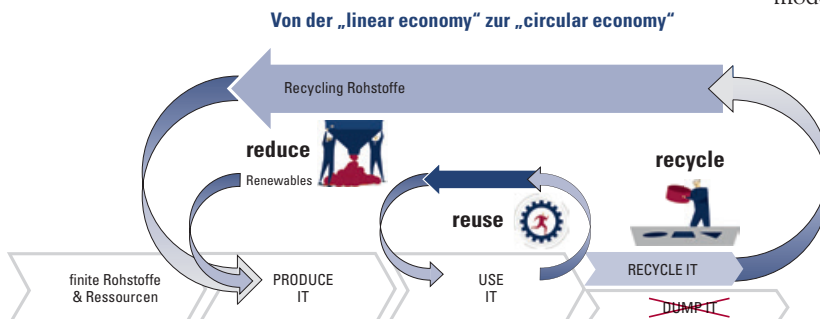 mode
Von der „linear economy“ zur „circular economy“
Recycling Rohstoffe
reduce
Renewables
recycle
reuse
finite Rohstoffe
& Ressourcen
PRODUCE
IT
USE
IT
RECYCLE IT
DUMP IT